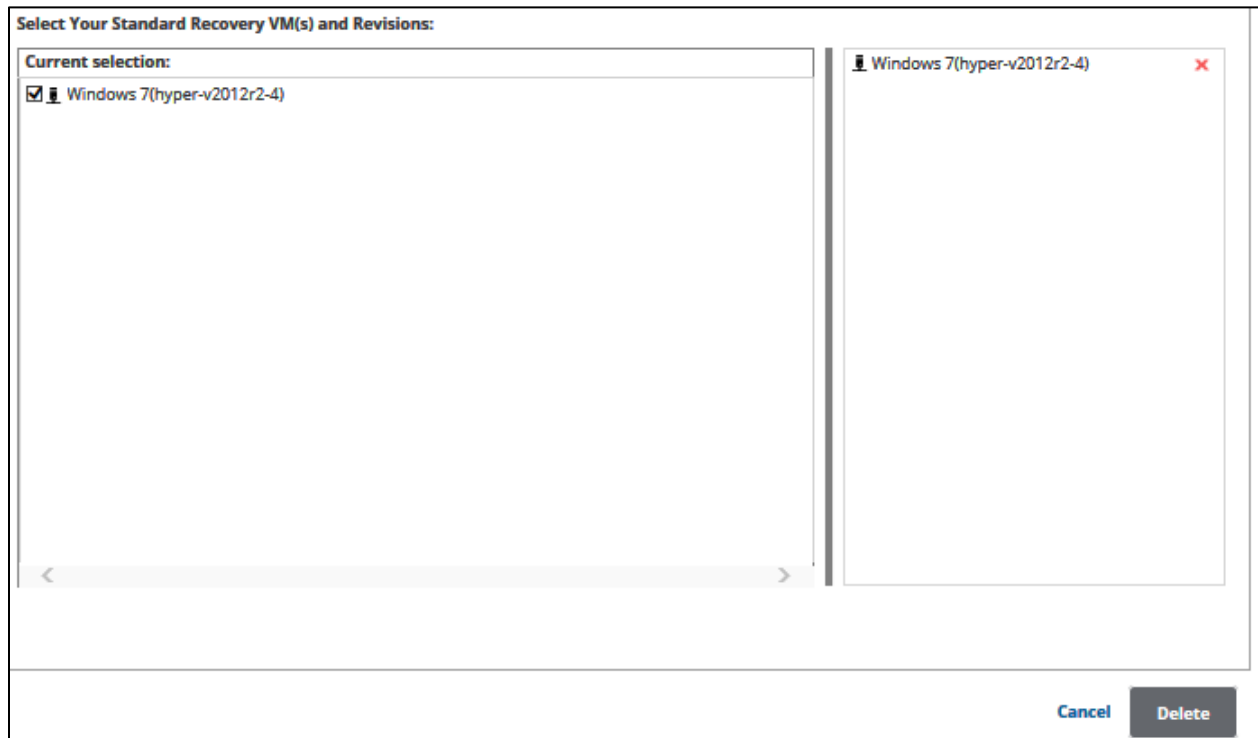 Select Your Standard Recovery VM(s) and Revisions:
Current selection:
Windows 7(hyper-v2012r2-4)
Windows 7(hyper-v2012r2-4)
Cancel
Delete